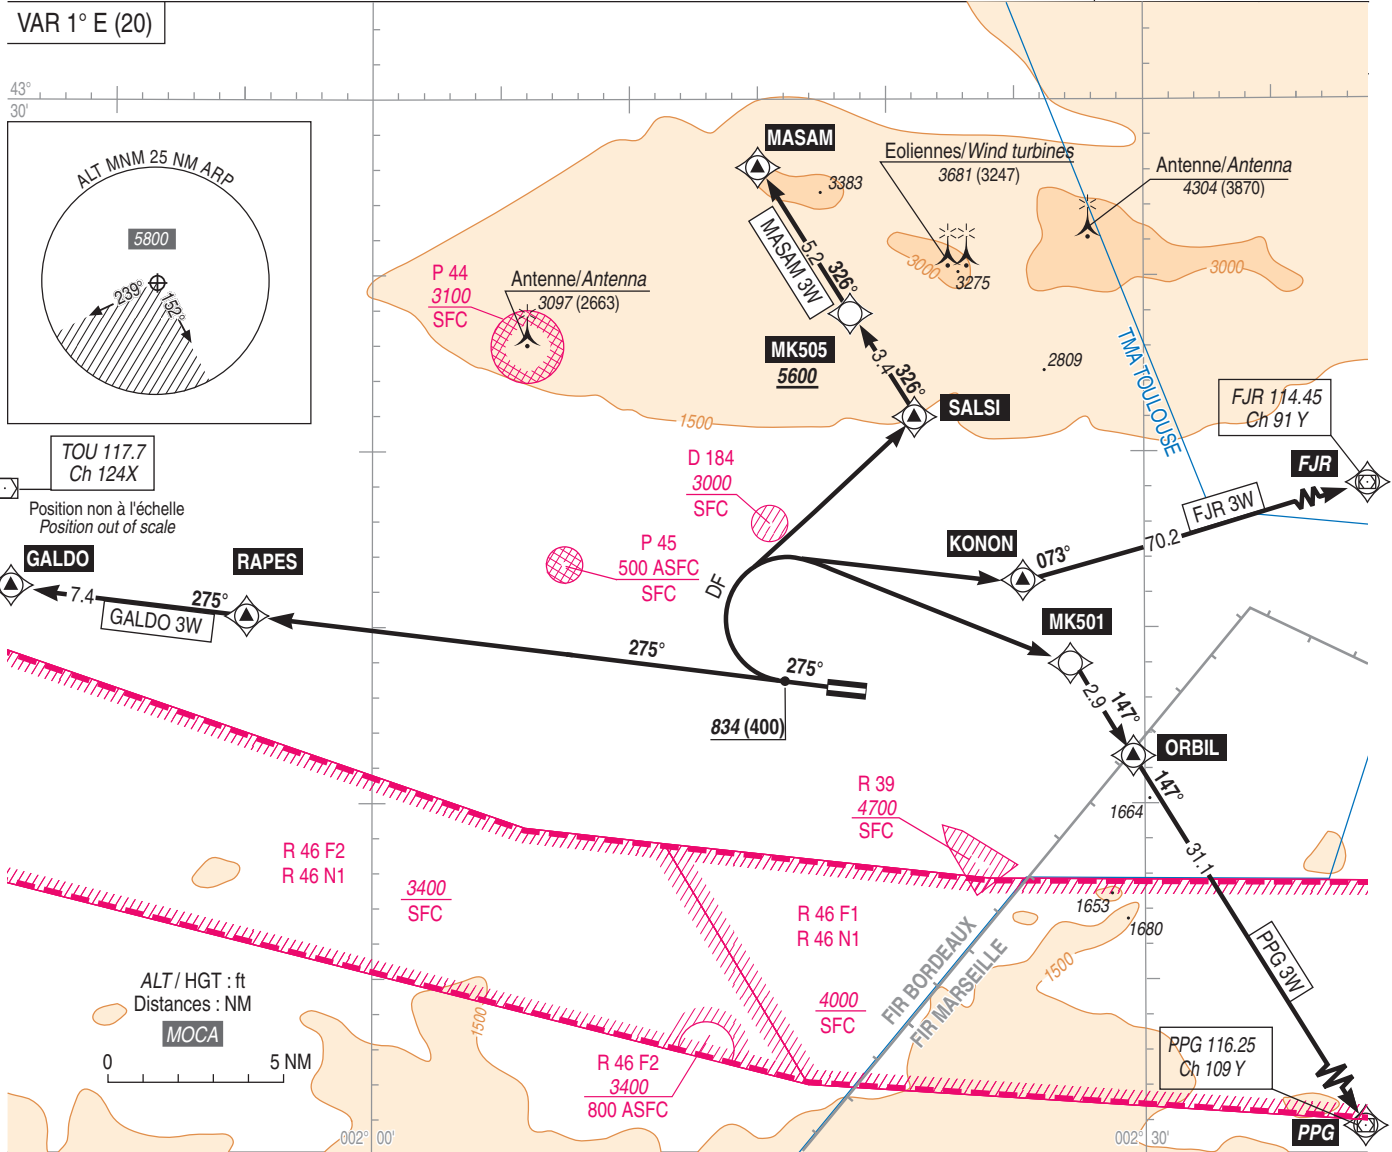 VAR 1° E (20)
43°
30'
ALT MNM 25 NM ARP
5800
239°
152°
MASAM
3383
Eoliennes/Wind turbines
3681 (3247)
Antenne/Antenna
4304 (3870)
3000
3275
3000
MASAM 3W
5.2
326°
P 44
3100
SFC
Antenne/Antenna
3097 (2663)
MK505
5600
3.4
326°
2809
TMA TOULOUSE
SALSI
1500
FJR 114.45
Ch 91 Y
FJR
TOU 117.7
Ch 124X
Position non à l'échelle
Position out of scale
D 184
3000
SFC
FJR 3W
70.2
073°
KONON
P 45
500 ASFC
SFC
DF
GALDO
RAPES
7.4
275°
GALDO 3W
275°
275°
834 (400)
MK501
2.9
147°
ORBIL
147°
1664
31.1
R 39
4700
SFC
R 46 F2
R 46 N1
3400
SFC
R 46 F1
R 46 N1
4000
SFC
1653
1680
1500
PPG 3W
FIR BORDEAUX
FIR MARSEILLE
ALT / HGT : ft
Distances : NM
MOCA
0 5 NM
1500
R 46 F2
3400
800 ASFC
PPG 116.25
Ch 109 Y
PPG
002° 00'
002° 30'